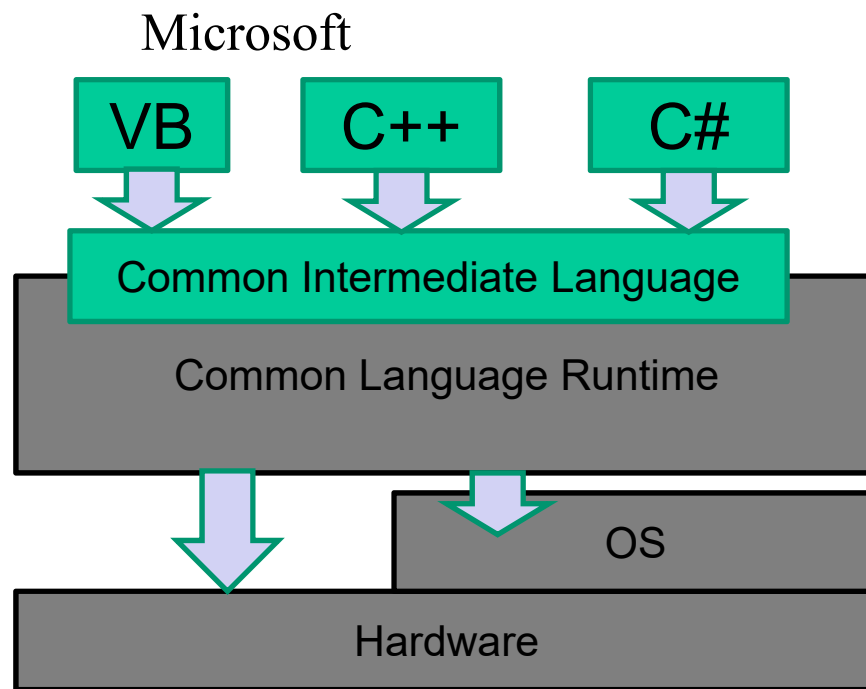 Microsoft
VB C++ C#
Common Intermediate Language
Common Language Runtime
OS
Hardware